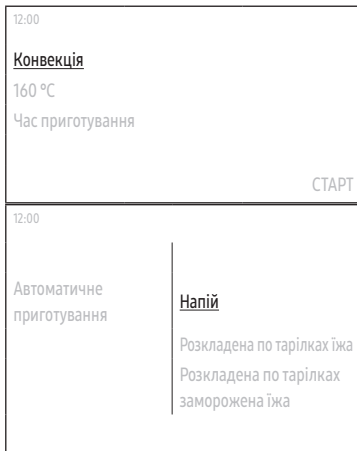 12:00
Конвекція
160 °C
Час приготування
СТАРТ
12:00
Автоматичне
приготування
Напій
Розкладена по тарілках їжа
Розкладена по тарілках
заморожена їжа